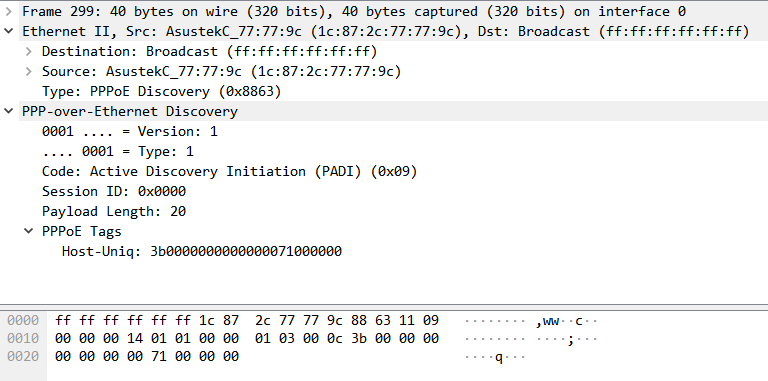 Frame 299: 40 bytes on wire (320 bits), 40 bytes captured (320 bits) on interface 0
Ethernet II, Src: AsustekC_77:77:9c (1c:87:2c:77:77:9c), Dst: Broadcast (ff:ff:ff:ff:ff:ff)
Destination: Broadcast (ff:ff:ff:ff:ff:ff)
Source: AsustekC_77:77:9c (1c:87:2c:77:77:9c)
Type: PPPoE Discovery (0x8863)
PPP-over-Ethernet Discovery
0001 .... = Version: 1
.... 0001 = Type: 1
Code: Active Discovery Initiation (PADI) (0x09)
Session ID: 0x0000
Payload Length: 20
PPPoE Tags
Host-Uniq: 3b0000000000000071000000
0000 ff ff ff ff ff ff 1c 87 2c 77 77 9c 88 63 11 09 ········ ,ww··c··
0010 00 00 00 14 01 01 00 00 01 03 00 0c 3b 00 00 00 ········ ····;···
0020 00 00 00 00 71 00 00 00 ····q···